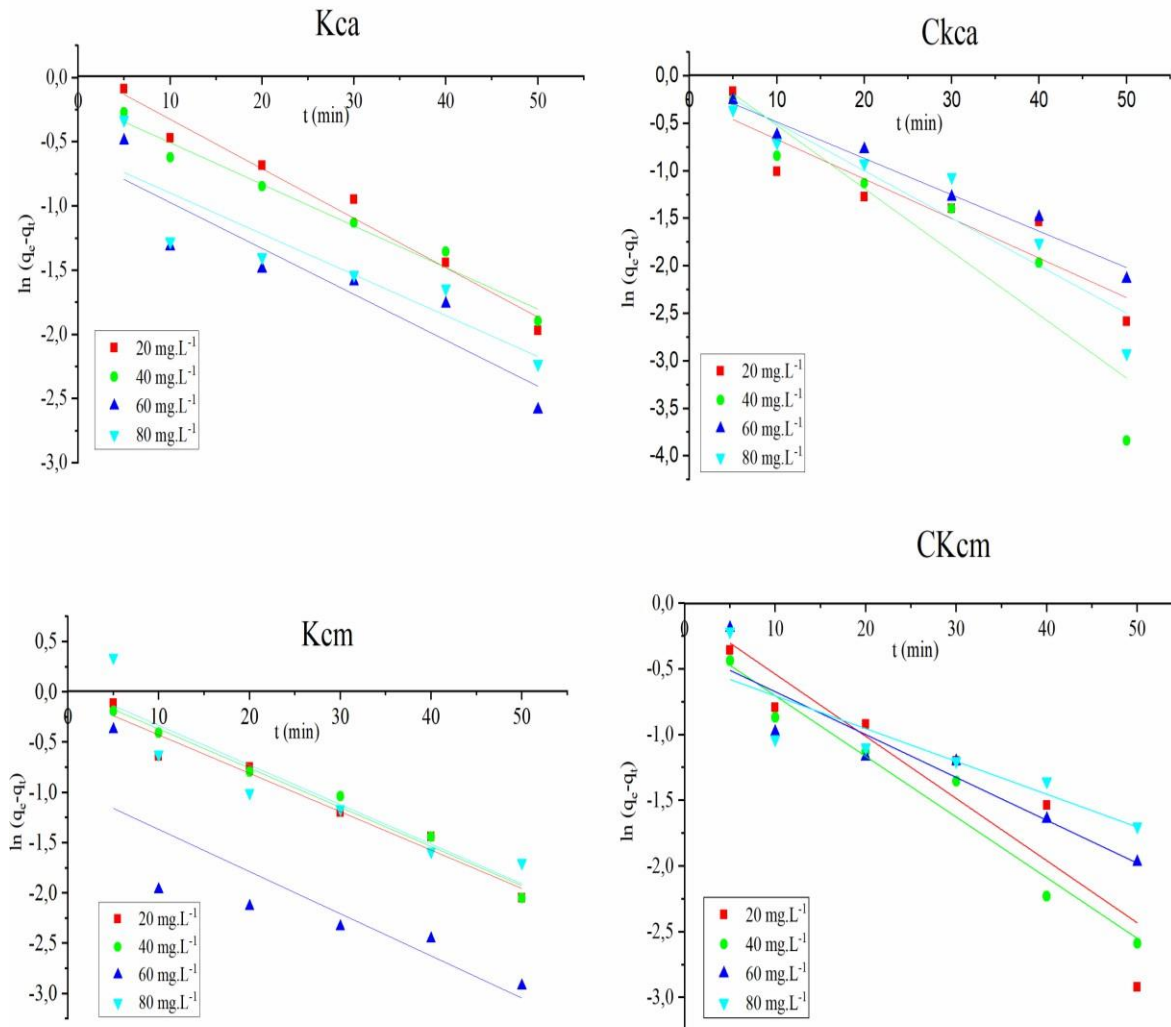 Kca
0,0
-0,5
-1,0
-1,5
-2,0
-2,5
-3,0
0
10
20
30
40
50
t (min)
ln (qe-qt)
20 mg.L-1
40 mg.L-1
60 mg.L-1
80 mg.L-1
Ckca
0,0
-0,5
-1,0
-1,5
-2,0
-2,5
-3,0
-3,5
-4,0
0
10
20
30
40
50
t (min)
ln (qe-qt)
20 mg.L-1
40 mg.L-1
60 mg.L-1
80 mg.L-1
Kcm
0,5
0,0
-0,5
-1,0
-1,5
-2,0
-2,5
-3,0
0
10
20
30
40
50
t (min)
ln (qe-qt)
20 mg.L-1
40 mg.L-1
60 mg.L-1
80 mg.L-1
CKcm
0,0
-0,5
-1,0
-1,5
-2,0
-2,5
-3,0
0
10
20
30
40
50
t (min)
ln (qe-qt)
20 mg.L-1
40 mg.L-1
60 mg.L-1
80 mg.L-1